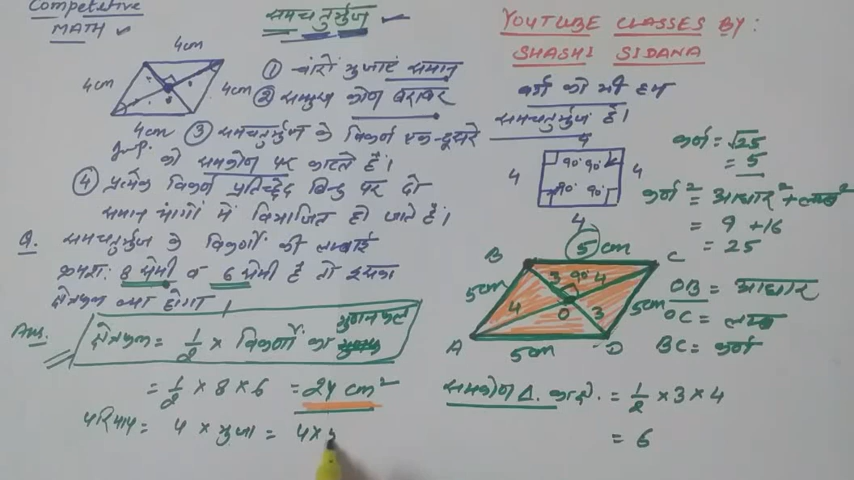 Competetive
MATH ✓
समचतुर्भुज ✓
YOUTUBE CLASSES BY:
SHASHI SIDANA
4cm
4cm
4cm
4cm
① चारों भुजाएं समान
② सम्मुख कोण बराबर
③ समचतुर्भुज के विकर्ण एक-दूसरे
को समकोण पर काटते हैं।
④ प्रत्येक विकर्ण प्रतिच्छेद बिन्दु पर दो
समान भागों में विभाजित हो जाते हैं।
वर्ग को भी हम
समचतुर्भुज हैं।
4
4
4
4
90° 90°
90° 90°
कर्ण = √25
= 5
कर्ण² = आधार² + लम्ब²
= 9 + 16
= 25
Q. समचतुर्भुज के विकर्णों की लम्बाई
क्रमशः 8 सेमी व 6 सेमी है तो इसका
क्षेत्रफल क्या होगा।
Ans. क्षेत्रफल = 1/2 × विकर्णों का गुणनफल
= 1/2 × 8 × 6 = 24 cm²
परिमाप = 4 × भुजा = 4×
B
5 cm
C
5cm
5cm
3
90°
4
4
O
3
A
5cm
D
OB = आधार
OC = लम्ब
BC = कर्ण
समकोण Δ. का क्षे. = 1/2 × 3 × 4
= 6